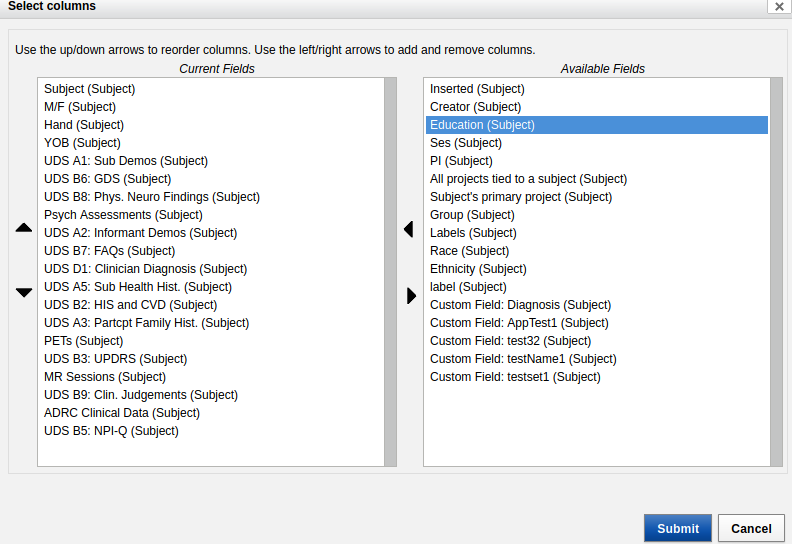 Select columns
Use the up/down arrows to reorder columns. Use the left/right arrows to add and remove columns.
Current Fields
Subject (Subject)
M/F (Subject)
Hand (Subject)
YOB (Subject)
UDS A1: Sub Demos (Subject)
UDS B6: GDS (Subject)
UDS B8: Phys. Neuro Findings (Subject)
Psych Assessments (Subject)
UDS A2: Informant Demos (Subject)
UDS B7: FAQs (Subject)
UDS D1: Clinician Diagnosis (Subject)
UDS A5: Sub Health Hist. (Subject)
UDS B2: HIS and CVD (Subject)
UDS A3: Partcpt Family Hist. (Subject)
PETs (Subject)
UDS B3: UPDRS (Subject)
MR Sessions (Subject)
UDS B9: Clin. Judgements (Subject)
ADRC Clinical Data (Subject)
UDS B5: NPI-Q (Subject)
Available Fields
Inserted (Subject)
Creator (Subject)
Education (Subject)
Ses (Subject)
PI (Subject)
All projects tied to a subject (Subject)
Subject's primary project (Subject)
Group (Subject)
Labels (Subject)
Race (Subject)
Ethnicity (Subject)
label (Subject)
Custom Field: Diagnosis (Subject)
Custom Field: AppTest1 (Subject)
Custom Field: test32 (Subject)
Custom Field: testName1 (Subject)
Custom Field: testset1 (Subject)
Submit
Cancel